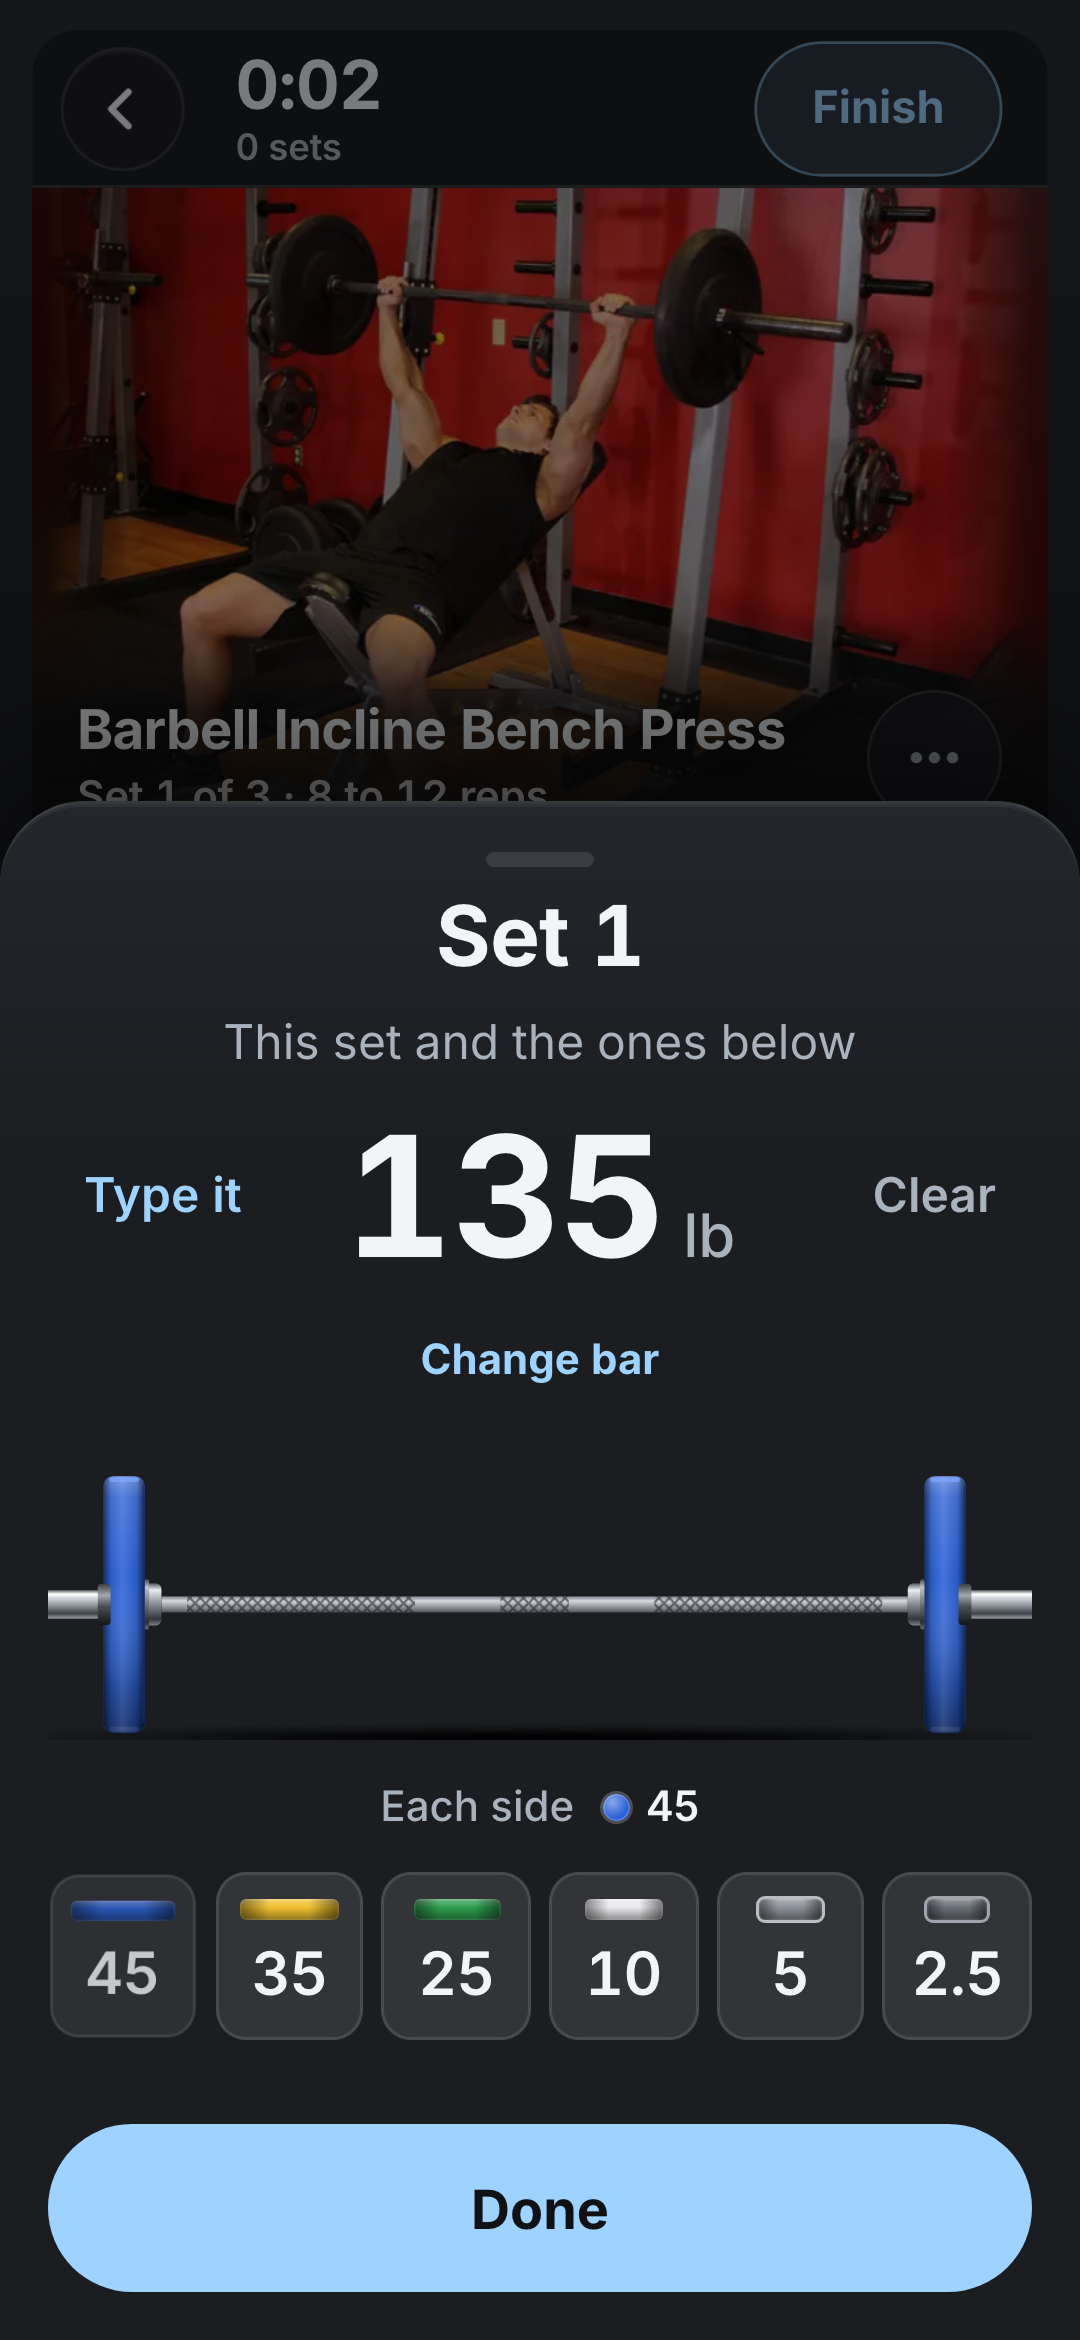 0:02
0 sets
Finish
Barbell Incline Bench Press
Set 1 of 3 · 8 to 12 reps
Set 1
This set and the ones below
Type it
135 lb
Clear
Change bar
Each side 45
45 35 25 10 5 2.5
Done